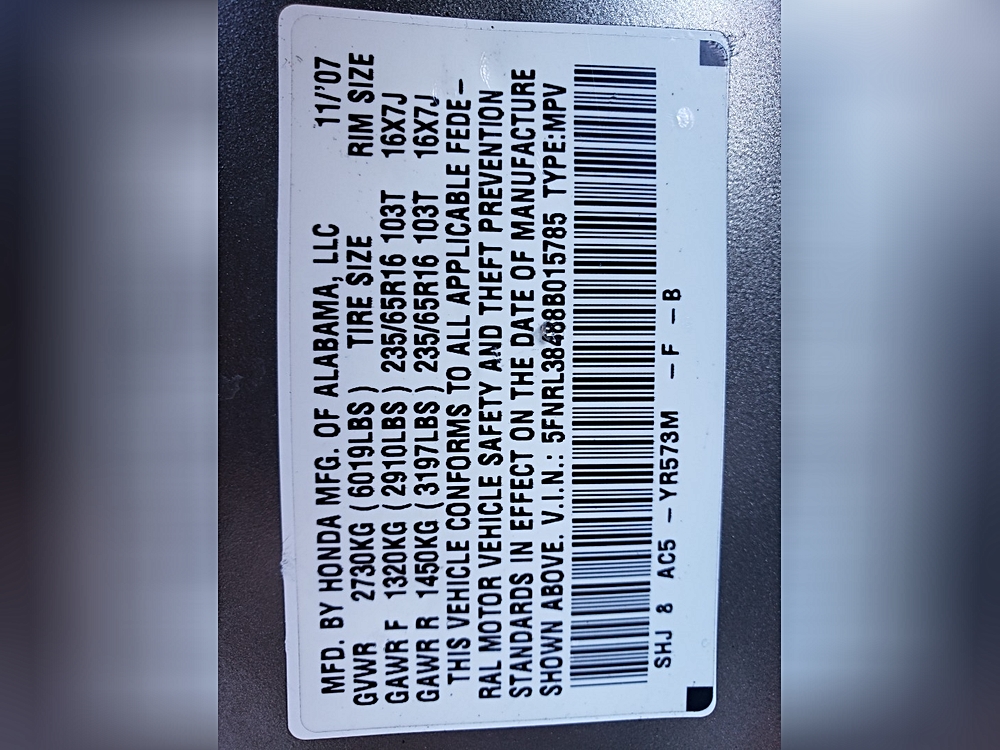 MFD. BY HONDA MFG. OF ALABAMA, LLC 11/'07
GVWR 2730KG (6019LBS) TIRE SIZE RIM SIZE
GAWR F 1320KG (2910LBS) 235/65R16 103T 16X7J
GAWR R 1450KG (3197LBS) 235/65R16 103T 16X7J
THIS VEHICLE CONFORMS TO ALL APPLICABLE FEDE-
RAL MOTOR VEHICLE SAFETY AND THEFT PREVENTION
STANDARDS IN EFFECT ON THE DATE OF MANUFACTURE
SHOWN ABOVE. V.I.N.: 5FNRL38488B015785 TYPE:MPV
SHJ 8 AC5 -YR573M -F -B